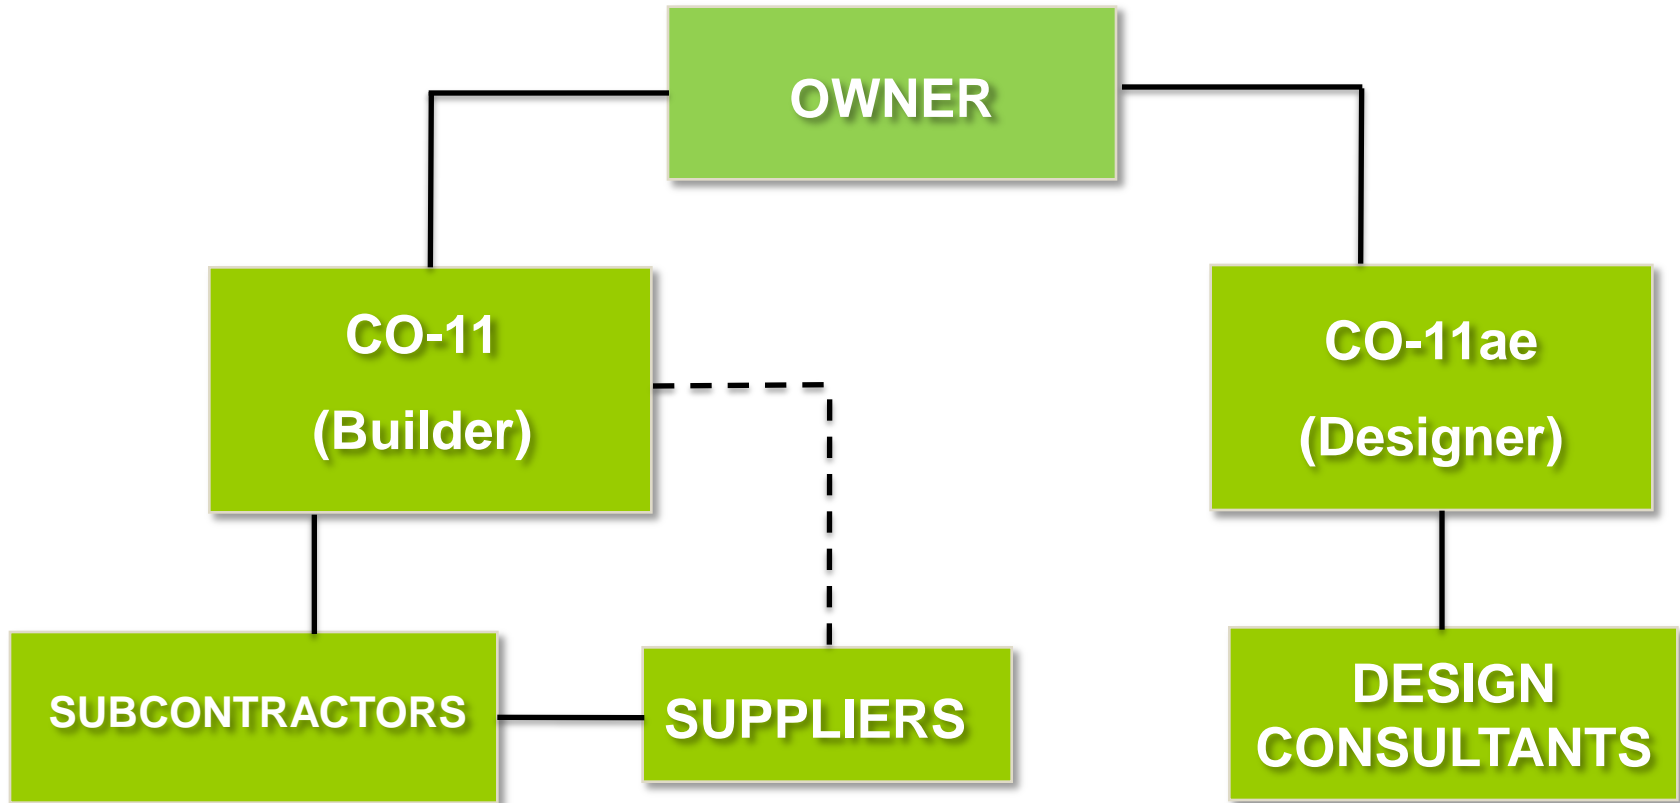 OWNER
CO-11
(Builder)
CO-11ae
(Designer)
SUBCONTRACTORS
SUPPLIERS
DESIGN
CONSULTANTS